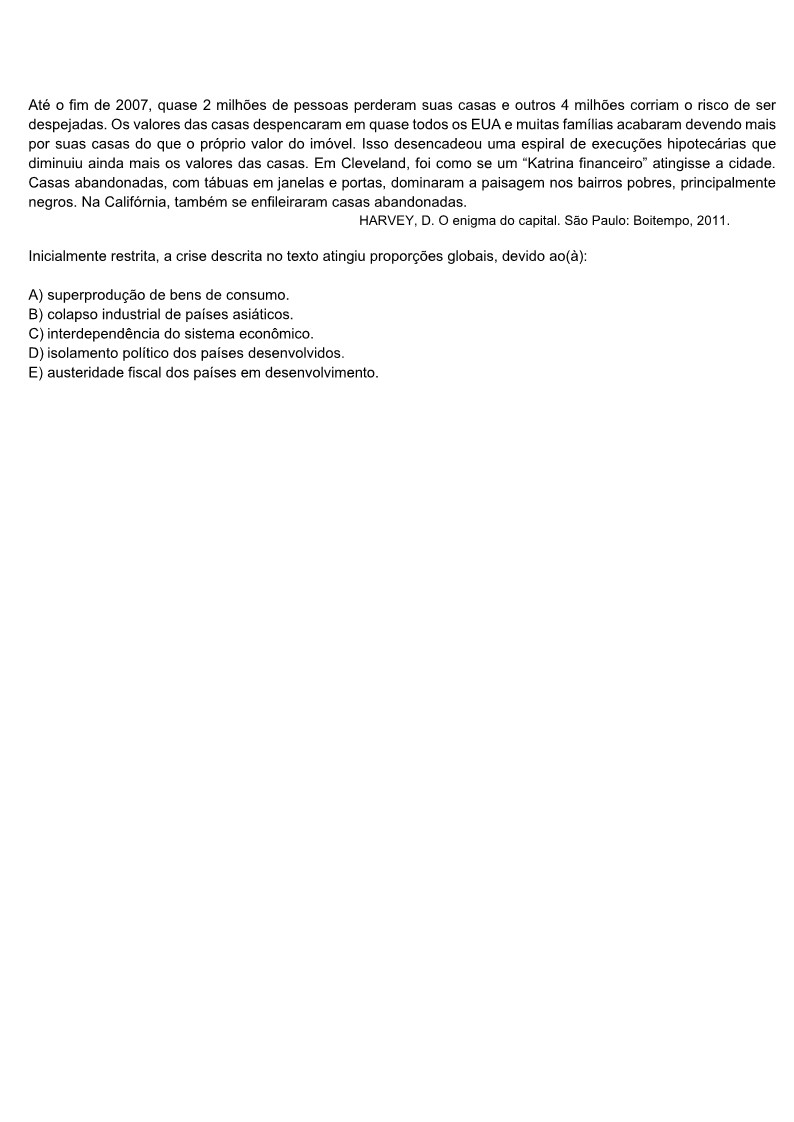 Até o fim de 2007, quase 2 milhões de pessoas perderam suas casas e outros 4 milhões corriam o risco de ser
despejadas. Os valores das casas despencaram em quase todos os EUA e muitas famílias acabaram devendo mais
por suas casas do que o próprio valor do imóvel. Isso desencadeou uma espiral de execuções hipotecárias que
diminuiu ainda mais os valores das casas. Em Cleveland, foi como se um “Katrina financeiro” atingisse a cidade.
Casas abandonadas, com tábuas em janelas e portas, dominaram a paisagem nos bairros pobres, principalmente
negros. Na Califórnia, também se enfileiraram casas abandonadas.
HARVEY, D. O enigma do capital. São Paulo: Boitempo, 2011.
Inicialmente restrita, a crise descrita no texto atingiu proporções globais, devido ao(à):
A) superprodução de bens de consumo.
B) colapso industrial de países asiáticos.
C) interdependência do sistema econômico.
D) isolamento político dos países desenvolvidos.
E) austeridade fiscal dos países em desenvolvimento.